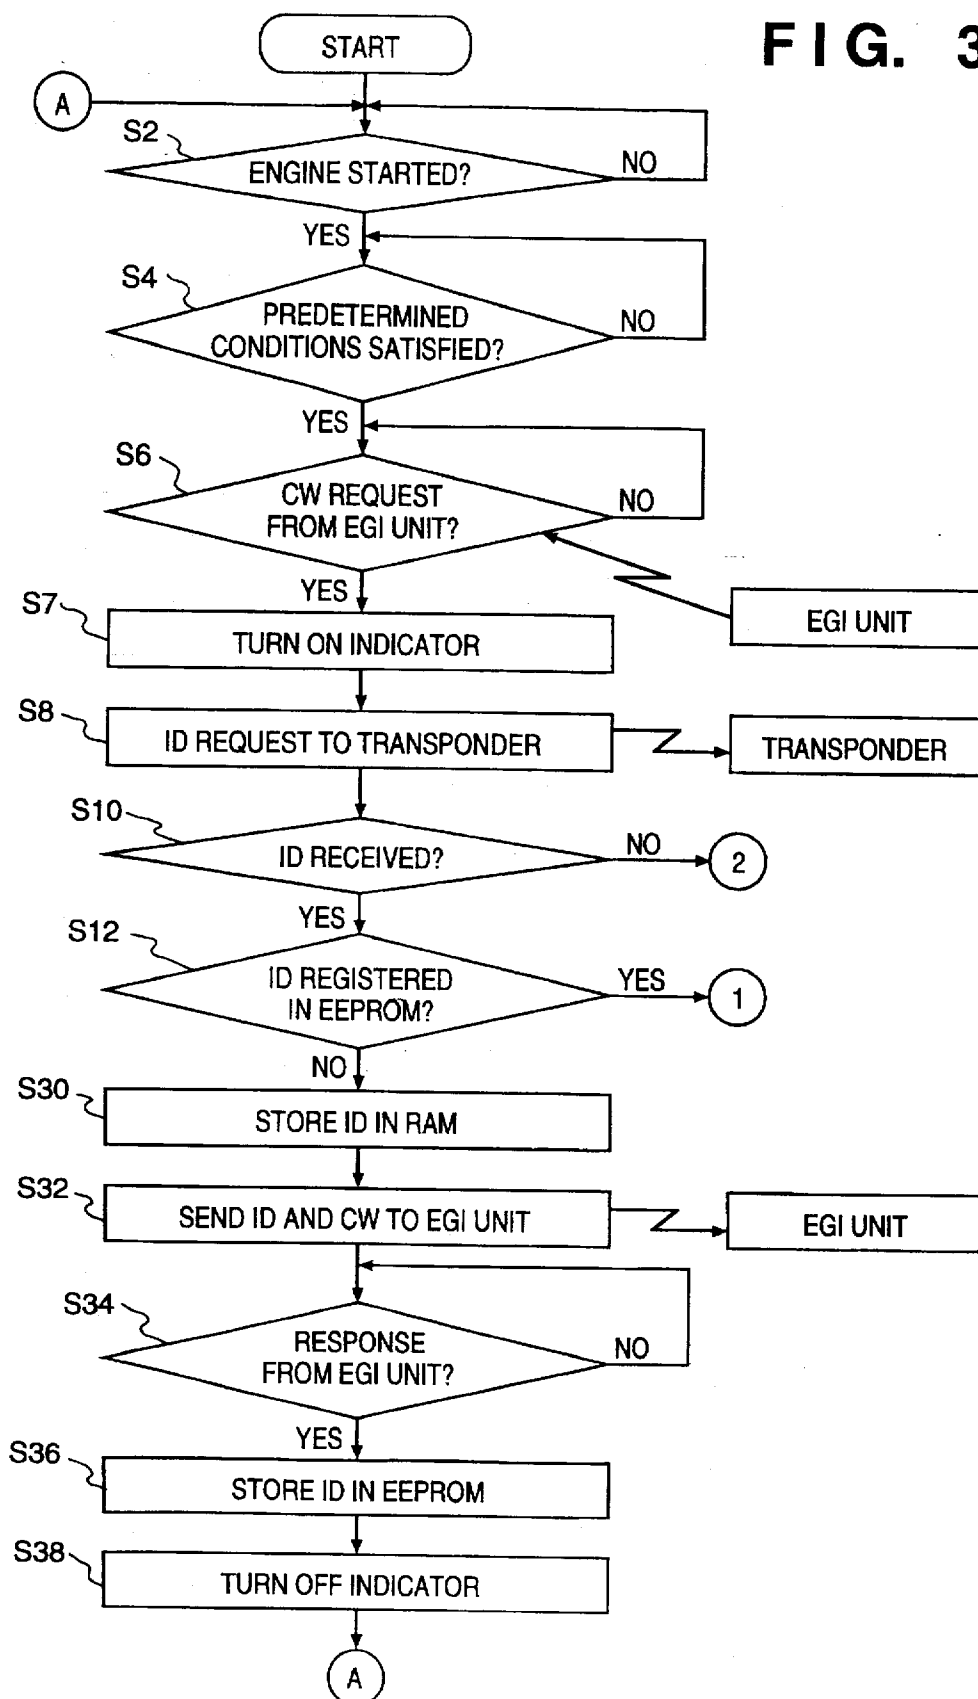 START
FIG. 3
A
S2
ENGINE STARTED?
NO
YES
S4
PREDETERMINED
CONDITIONS SATISFIED?
NO
YES
S6
CW REQUEST
FROM EGI UNIT?
NO
YES
EGI UNIT
S7
TURN ON INDICATOR
S8
ID REQUEST TO TRANSPONDER
TRANSPONDER
S10
ID RECEIVED?
NO
2
YES
S12
ID REGISTERED
IN EEPROM?
YES
1
NO
S30
STORE ID IN RAM
S32
SEND ID AND CW TO EGI UNIT
EGI UNIT
S34
RESPONSE
FROM EGI UNIT?
NO
YES
S36
STORE ID IN EEPROM
S38
TURN OFF INDICATOR
A